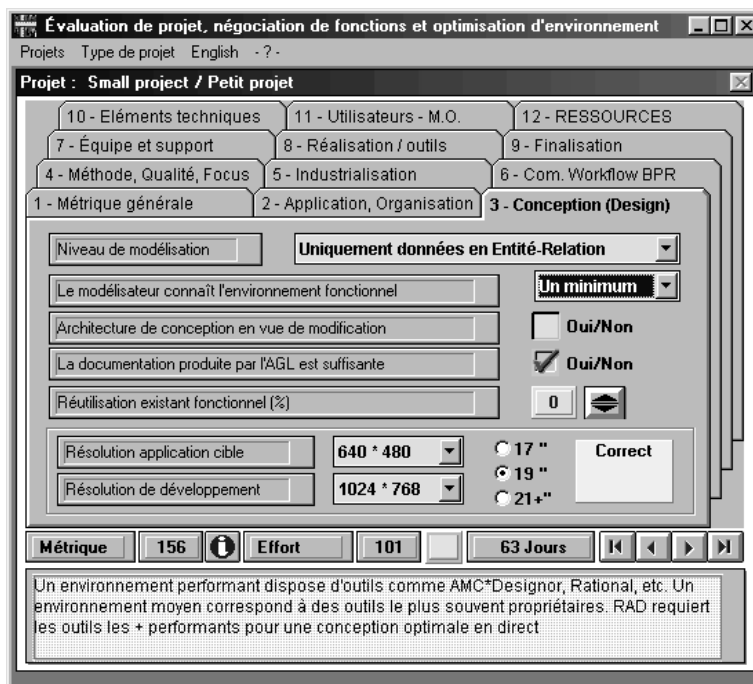 Évaluation de projet, négociation de fonctions et optimisation d'environnement
Projets Type de projet English - ? -
Projet : Small project / Petit projet
10 - Eléments techniques 11 - Utilisateurs - M.O. 12 - RESSOURCES
7 - Équipe et support 8 - Réalisation / outils 9 - Finalisation
4 - Méthode, Qualité, Focus 5 - Industrialisation 6 - Com. Workflow BPR
1 - Métrique générale 2 - Application, Organisation 3 - Conception (Design)
Niveau de modélisation Uniquement données en Entité-Relation
Le modélisateur connaît l'environnement fonctionnel Un minimum
Architecture de conception en vue de modification Oui/Non
La documentation produite par l'AGL est suffisante Oui/Non
Réutilisation existant fonctionnel (%) 0
Résolution application cible 640 * 480 17 " Correct
19 "
Résolution de développement 1024 * 768 21+"
Métrique 156 Effort 101 63 Jours
Un environnement performant dispose d'outils comme AMC*Designor, Rational, etc. Un
environnement moyen correspond à des outils le plus souvent propriétaires. RAD requiert
les outils les + performants pour une conception optimale en direct